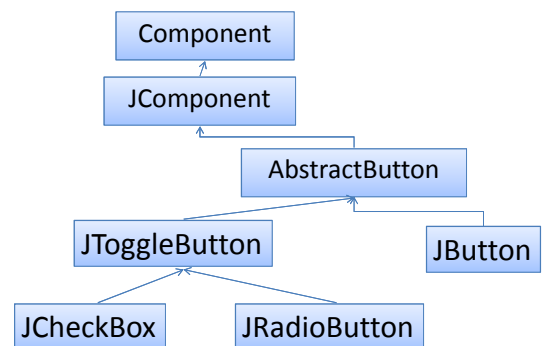 Component
JComponent
AbstractButton
JToggleButton
JButton
JCheckBox
JRadioButton